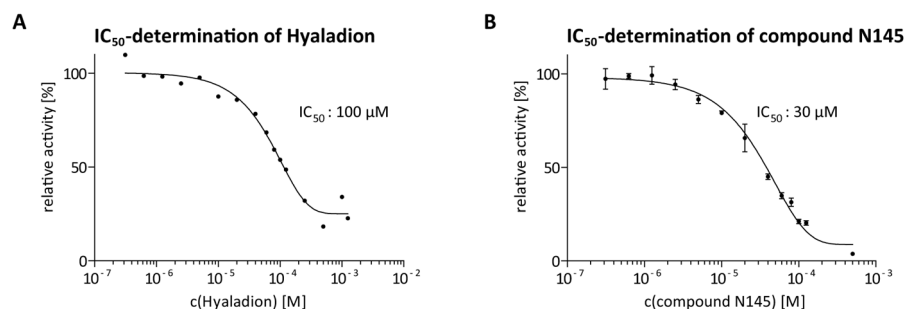 A
IC₅₀-determination of Hyaladion
relative activity [%]
100
50
0
IC₅₀ : 100 µM
10⁻⁷ 10⁻⁶ 10⁻⁵ 10⁻⁴ 10⁻³ 10⁻²
c(Hyaladion) [M]
B
IC₅₀-determination of compound N145
relative activity [%]
100
50
0
IC₅₀ : 30 µM
10⁻⁷ 10⁻⁶ 10⁻⁵ 10⁻⁴ 10⁻³
c(compound N145) [M]